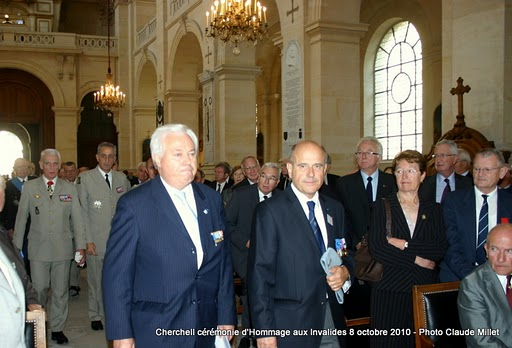 Cherchell cérémonie d'Hommage aux Invalides 8 octobre 2010 - Photo Claude Millet